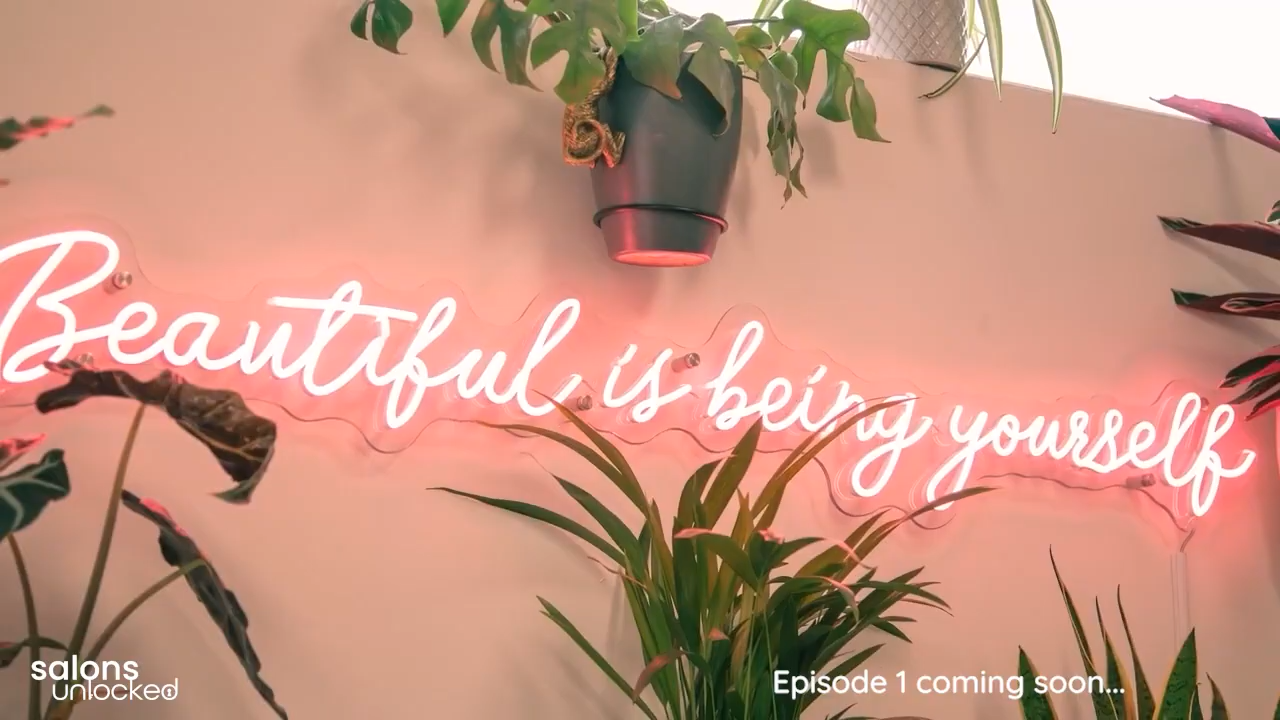 Beautiful is being yourself
salons
unlocked
Episode 1 coming soon...